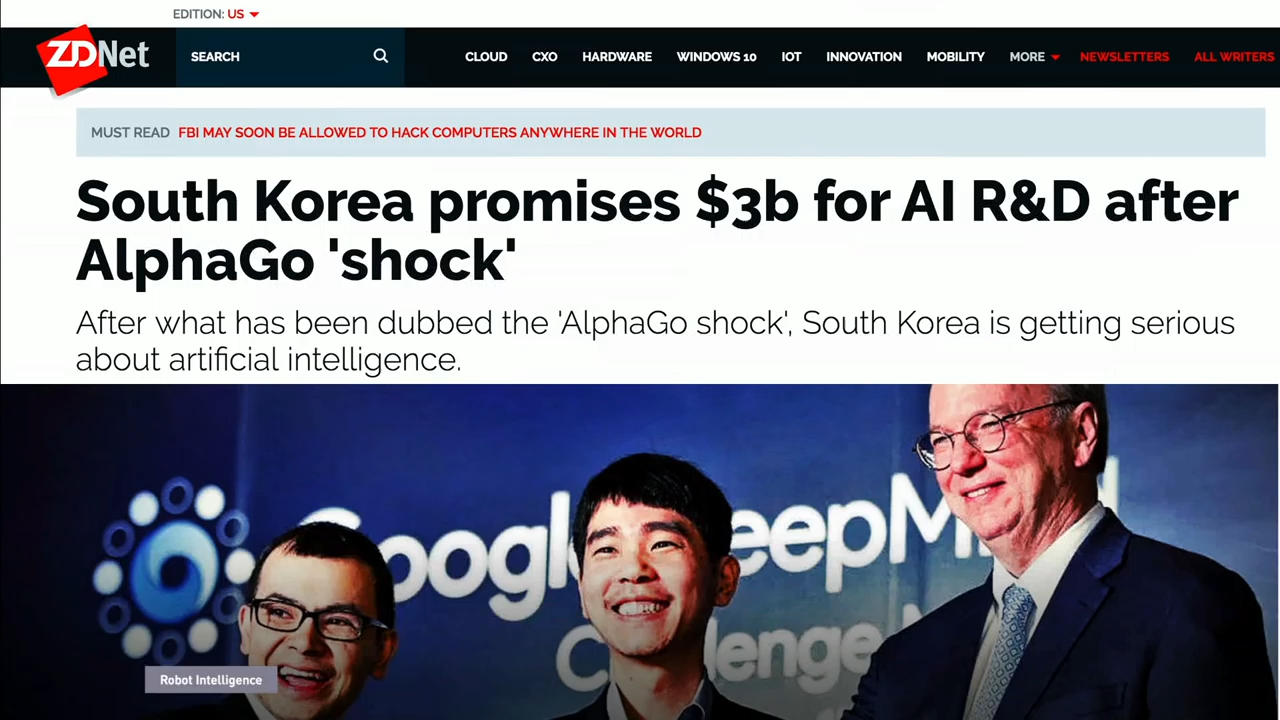 EDITION: US
ZDNet
SEARCH
CLOUD CXO HARDWARE WINDOWS 10 IOT INNOVATION MOBILITY MORE NEWSLETTERS ALL WRITERS
MUST READ FBI MAY SOON BE ALLOWED TO HACK COMPUTERS ANYWHERE IN THE WORLD
South Korea promises $3b for AI R&D after
AlphaGo 'shock'
After what has been dubbed the 'AlphaGo shock', South Korea is getting serious
about artificial intelligence.
Robot Intelligence